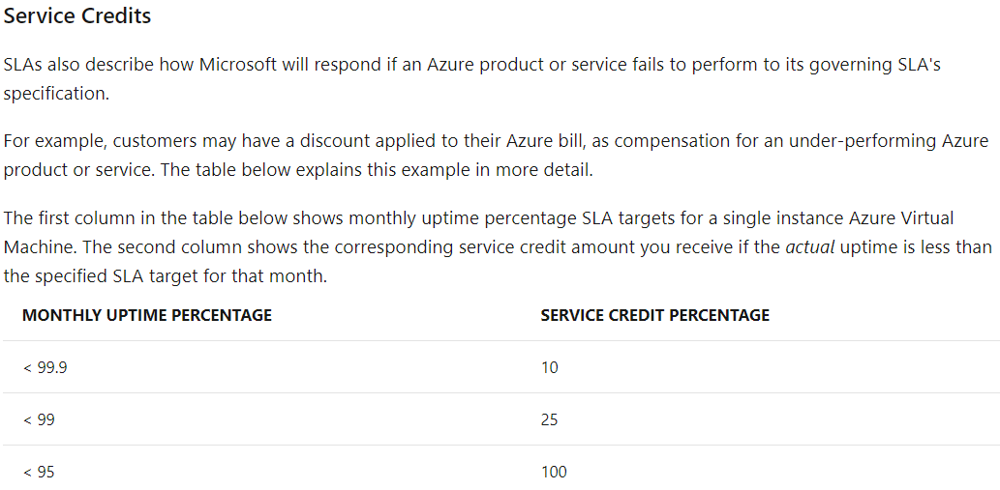 Service Credits
SLAs also describe how Microsoft will respond if an Azure product or service fails to perform to its governing SLA's
specification.
For example, customers may have a discount applied to their Azure bill, as compensation for an under-performing Azure
product or service. The table below explains this example in more detail.
The first column in the table below shows monthly uptime percentage SLA targets for a single instance Azure Virtual
Machine. The second column shows the corresponding service credit amount you receive if the actual uptime is less than
the specified SLA target for that month.
MONTHLY UPTIME PERCENTAGE SERVICE CREDIT PERCENTAGE
< 99.9 10
< 99 25
< 95 100